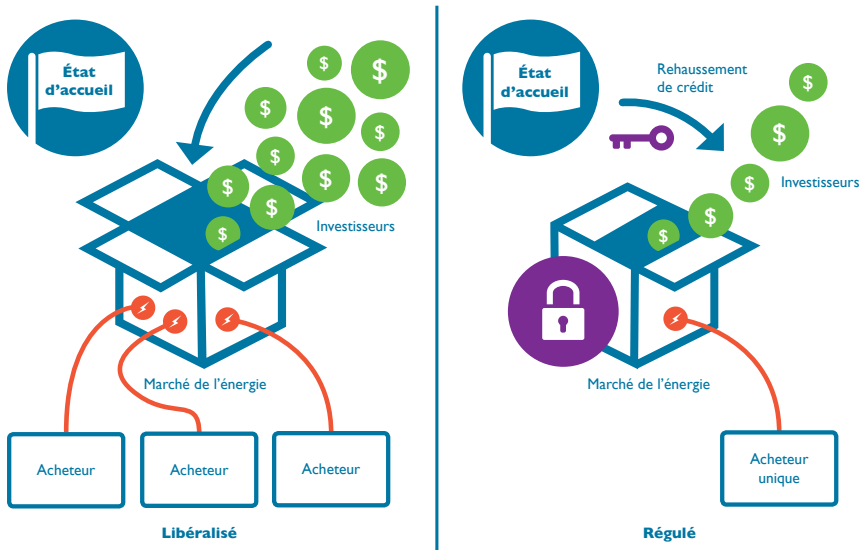 État
d'accueil
$
$
$
$
$
$
$
$
$
$
$
Investisseurs
Marché de l'énergie
Acheteur
Acheteur
Acheteur
Libéralisé
État
d'accueil
Rehaussement
de crédit
$
$
$
Investisseurs
$
$
Marché de l'énergie
Acheteur
unique
Régulé